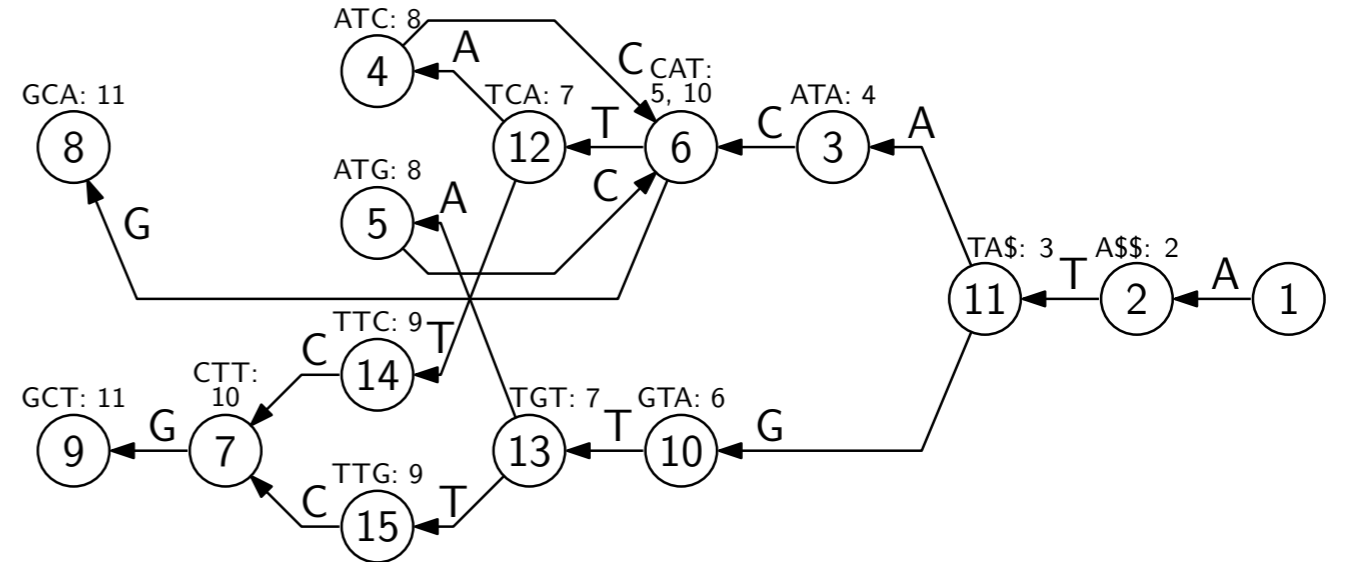 ATC: 8
4
A
C
CAT:
5, 10
GCA: 11
8
TCA: 7
12
T
6
C
ATA: 4
3
A
ATG: 8
5
A
C
G
TA$: 3
11
T
A$$: 2
2
A
1
TTC: 9
14
T
C
CTT:
10
GCT: 11
9
G
7
TGT: 7
13
T
GTA: 6
10
G
TTG: 9
15
C
T